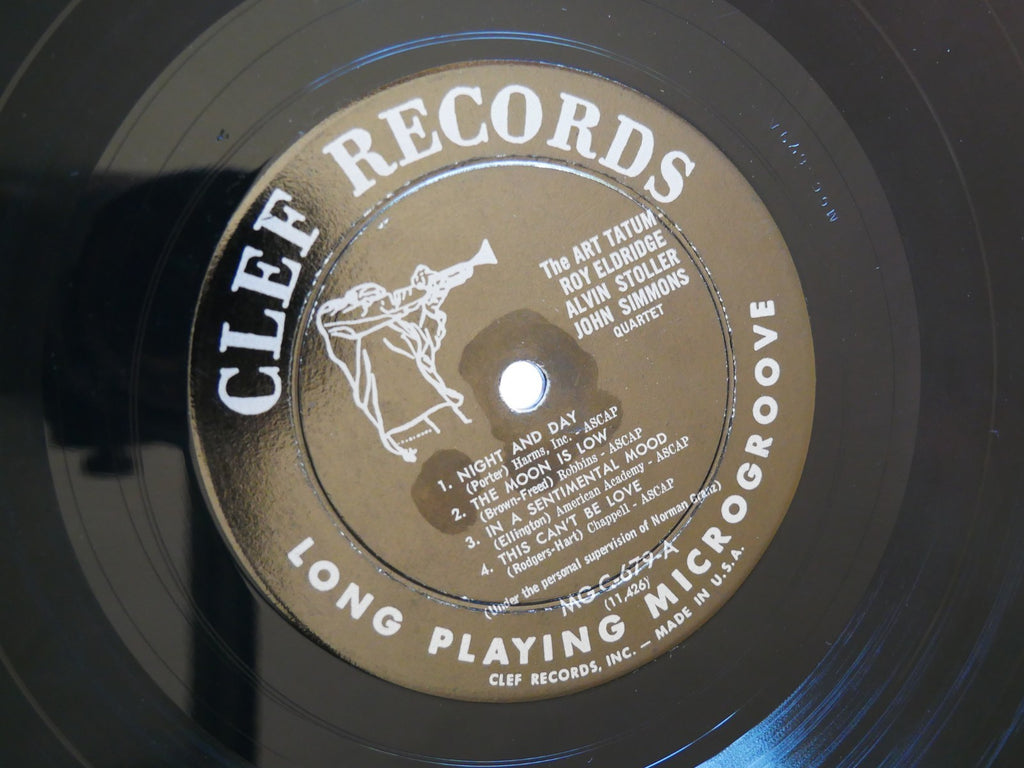 CLEF RECORDS
The ART TATUM
ROY ELDRIDGE
ALVIN STOLLER
JOHN SIMMONS
QUARTET
1. NIGHT AND DAY
(Porter) Harms, Inc. - ASCAP
2. THE MOON IS LOW
(Brown-Freed) Robbins - ASCAP
3. IN A SENTIMENTAL MOOD
(Ellington) American Academy - ASCAP
4. THIS CAN'T BE LOVE
(Rodgers-Hart) Chappell - ASCAP
(Under the personal supervision of Norman Granz)
MG C-679-A
(11,426)
LONG PLAYING MICROGROOVE
CLEF RECORDS, INC. — MADE IN U.S.A.